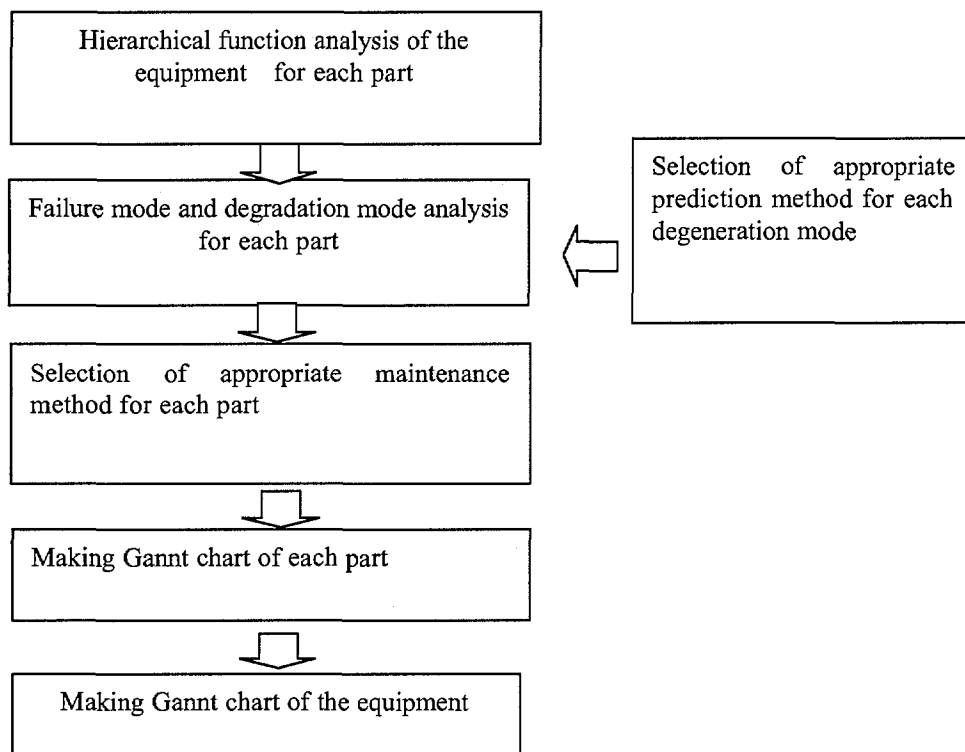 Hierarchical function analysis of the
equipment for each part
Failure mode and degradation mode analysis
for each part
Selection of appropriate
prediction method for each
degeneration mode
Selection of appropriate maintenance
method for each part
Making Gannt chart of each part
Making Gannt chart of the equipment